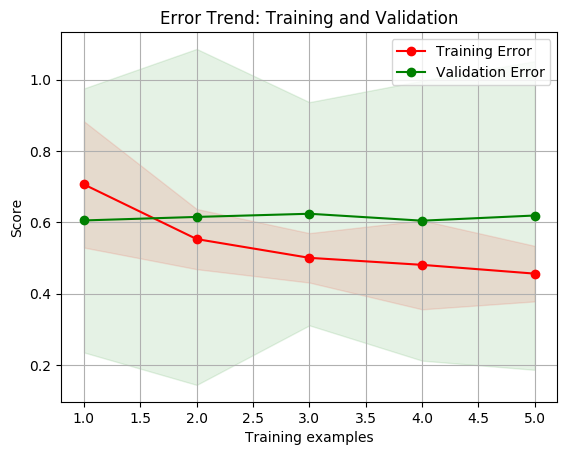 Error Trend: Training and Validation
Training Error
Validation Error
Score
1.0
0.8
0.6
0.4
0.2
1.0 1.5 2.0 2.5 3.0 3.5 4.0 4.5 5.0
Training examples